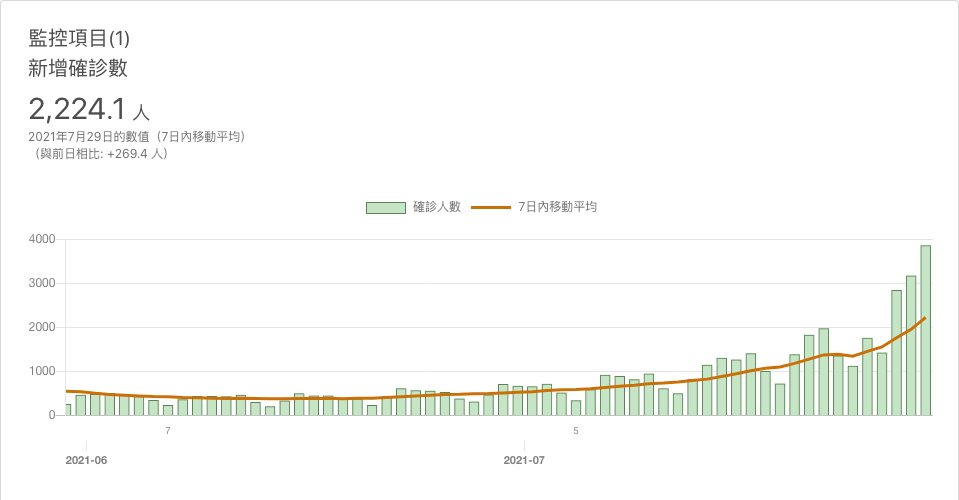 監控項目(1)
新增確診數
2,224.1 人
2021年7月29日的數值（7日內移動平均）
（與前日相比: +269.4 人）
確診人數 7日內移動平均
4000
3000
2000
1000
0
7 5
2021-06 2021-07